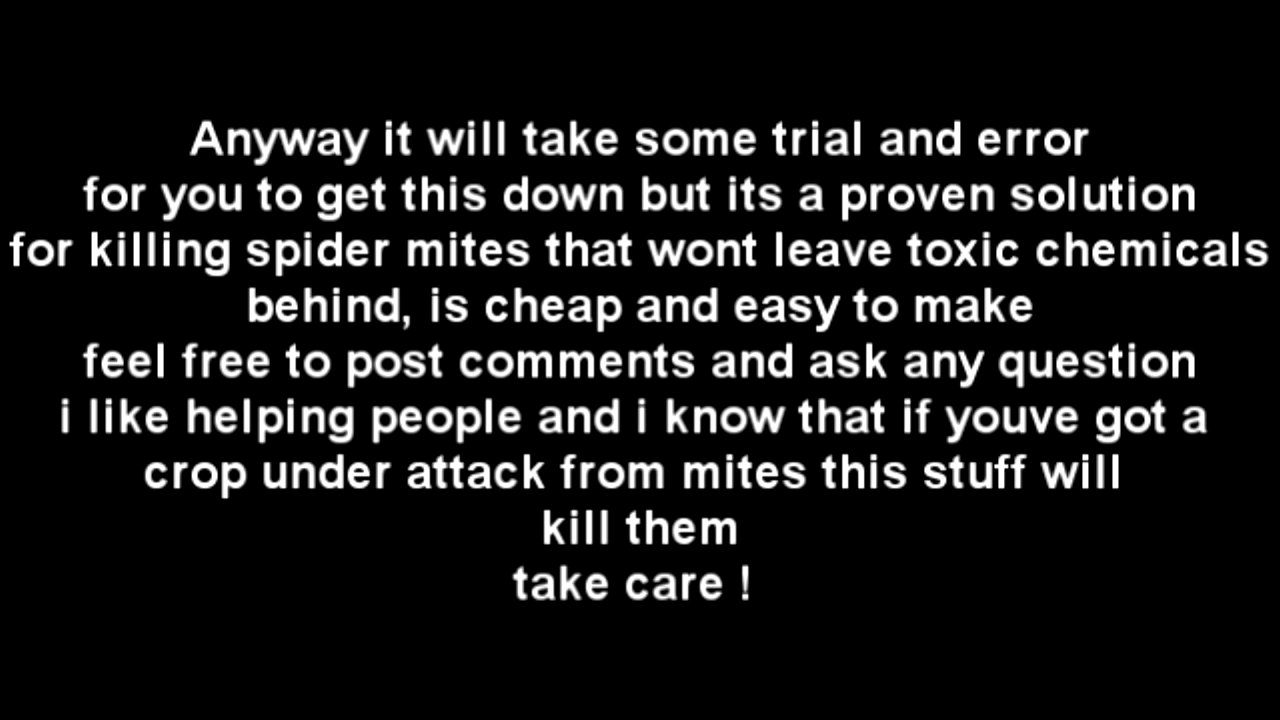 Anyway it will take some trial and error
for you to get this down but its a proven solution
for killing spider mites that wont leave toxic chemicals
behind, is cheap and easy to make
feel free to post comments and ask any question
i like helping people and i know that if youve got a
crop under attack from mites this stuff will
kill them
take care !